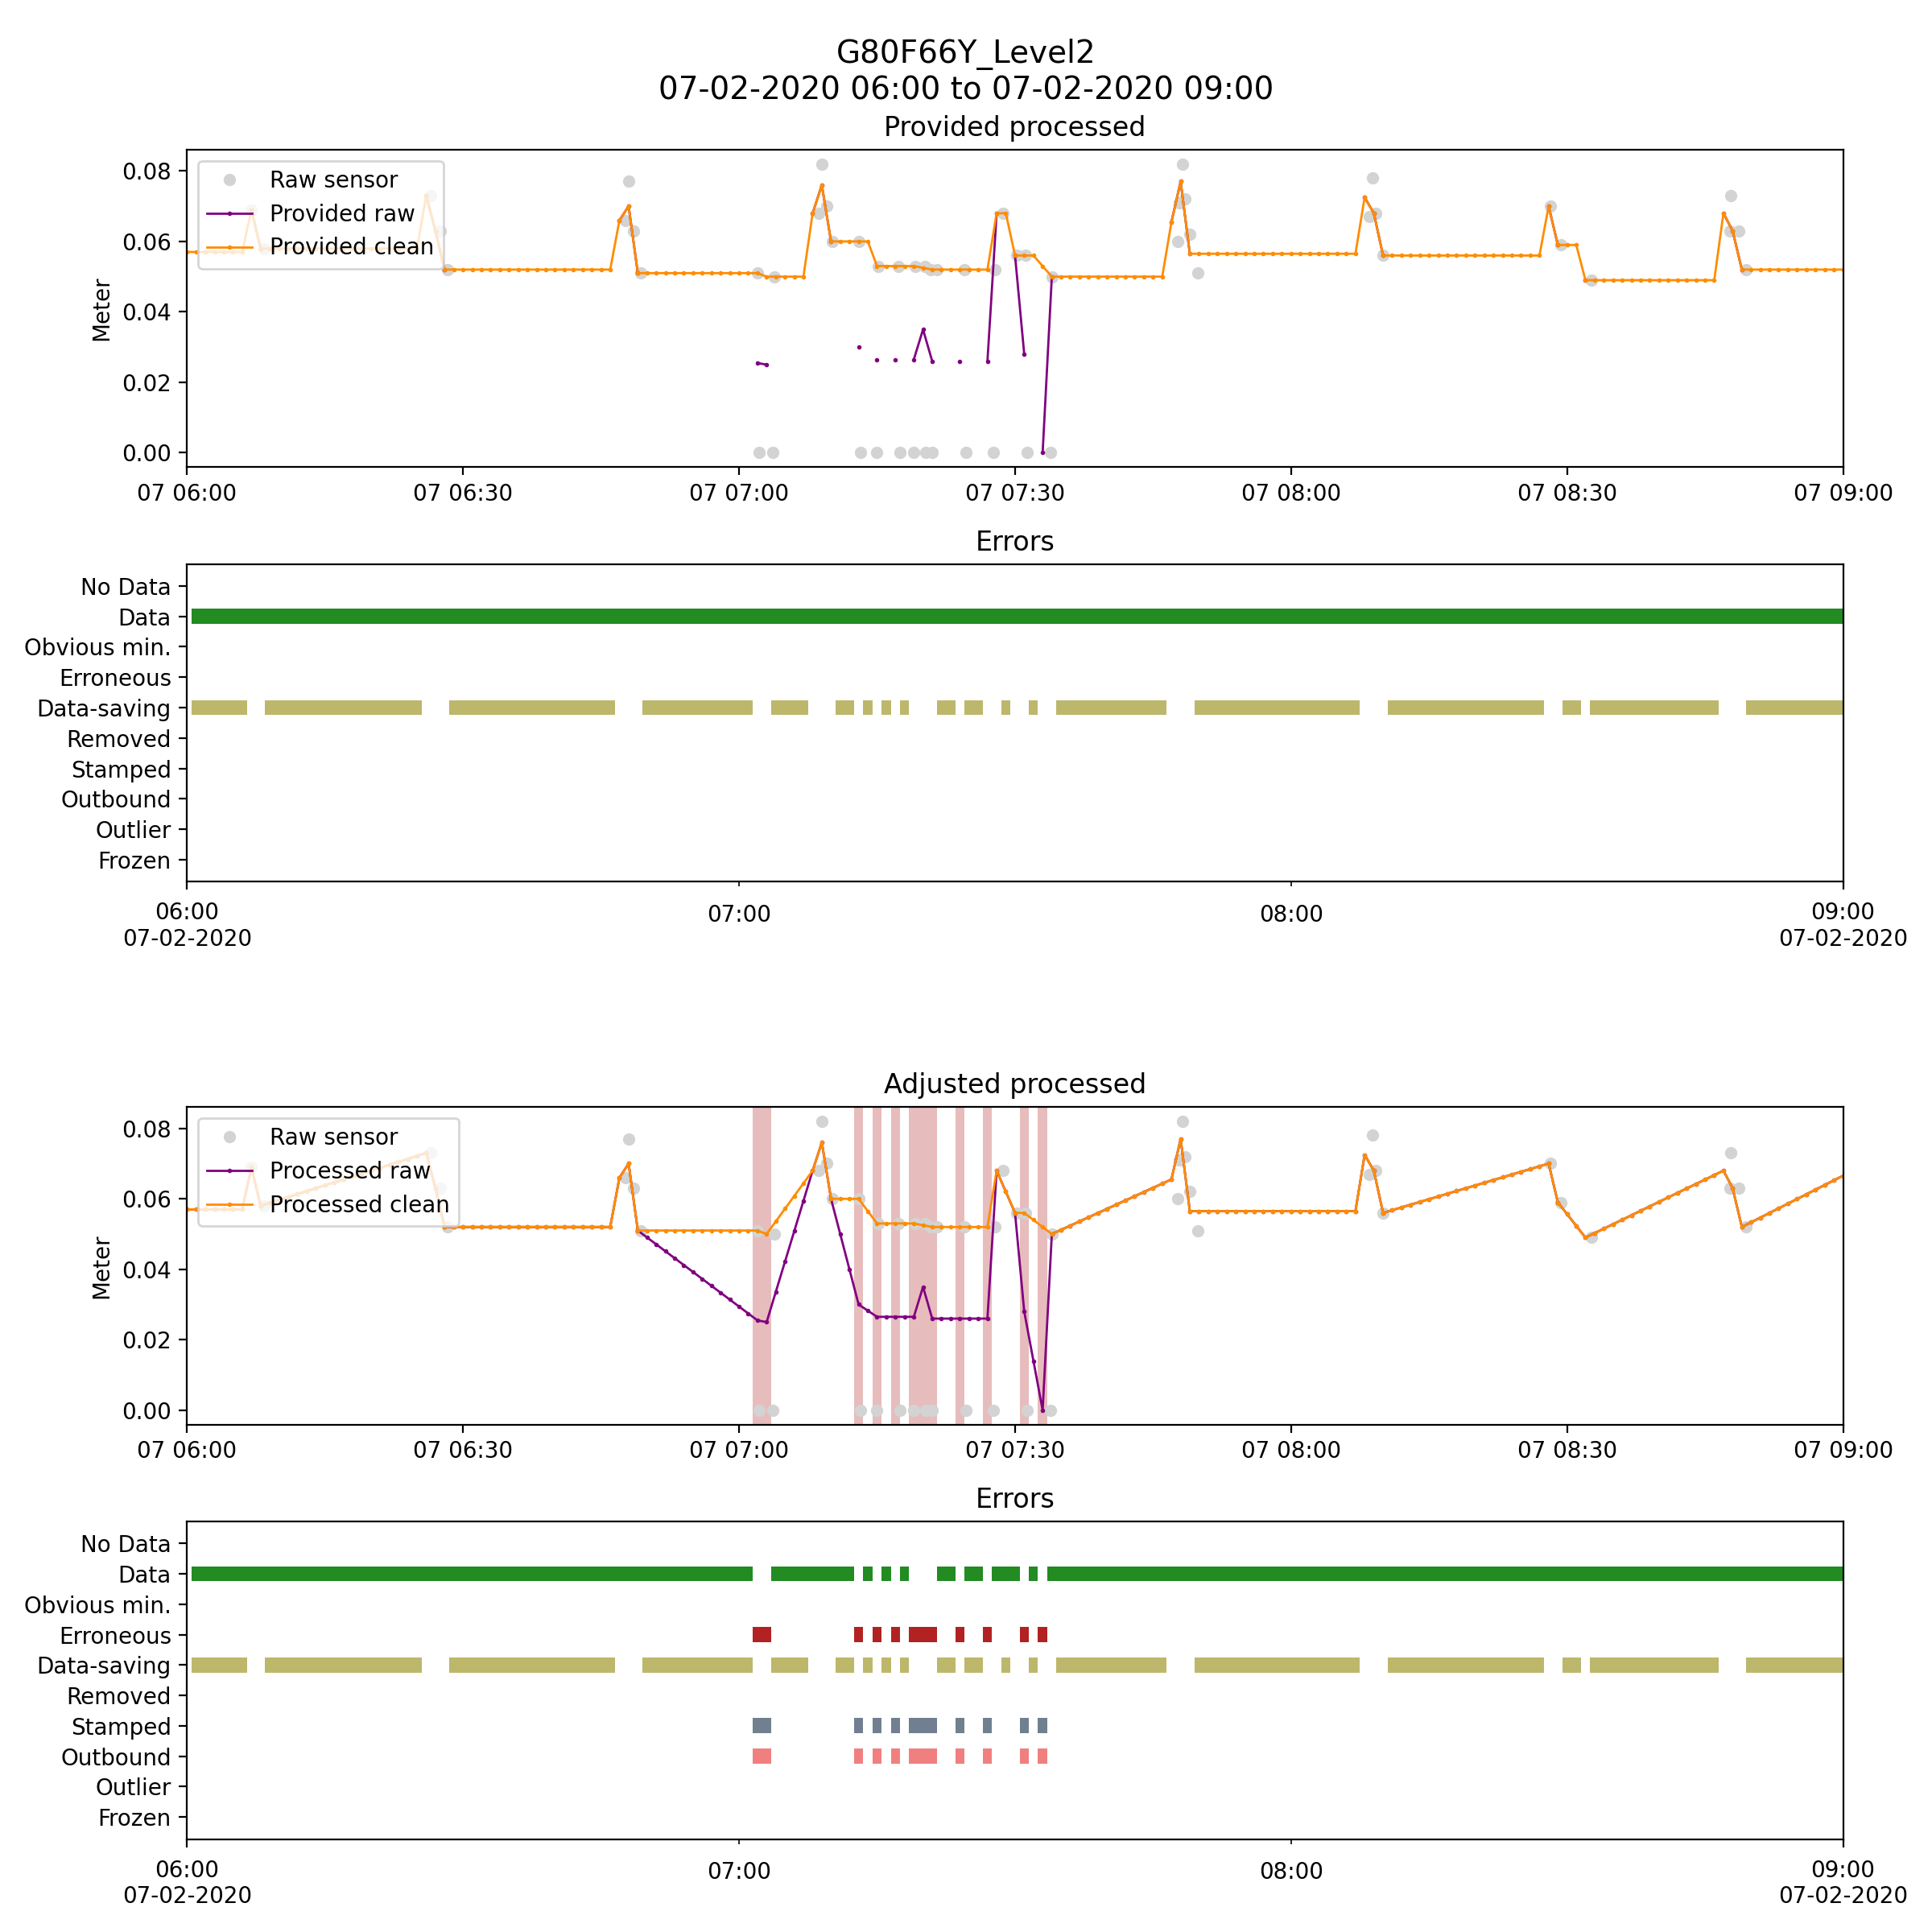 G80F66Y_Level2
07-02-2020 06:00 to 07-02-2020 09:00
Provided processed
Raw sensor
Provided raw
Provided clean
Meter
0.08
0.06
0.04
0.02
0.00
07 06:00 07 06:30 07 07:00 07 07:30 07 08:00 07 08:30 07 09:00
Errors
No Data
Data
Obvious min.
Erroneous
Data-saving
Removed
Stamped
Outbound
Outlier
Frozen
06:00 07:00 08:00 09:00
07-02-2020 07-02-2020
Adjusted processed
Raw sensor
Processed raw
Processed clean
Meter
0.08
0.06
0.04
0.02
0.00
07 06:00 07 06:30 07 07:00 07 07:30 07 08:00 07 08:30 07 09:00
Errors
No Data
Data
Obvious min.
Erroneous
Data-saving
Removed
Stamped
Outbound
Outlier
Frozen
06:00 07:00 08:00 09:00
07-02-2020 07-02-2020